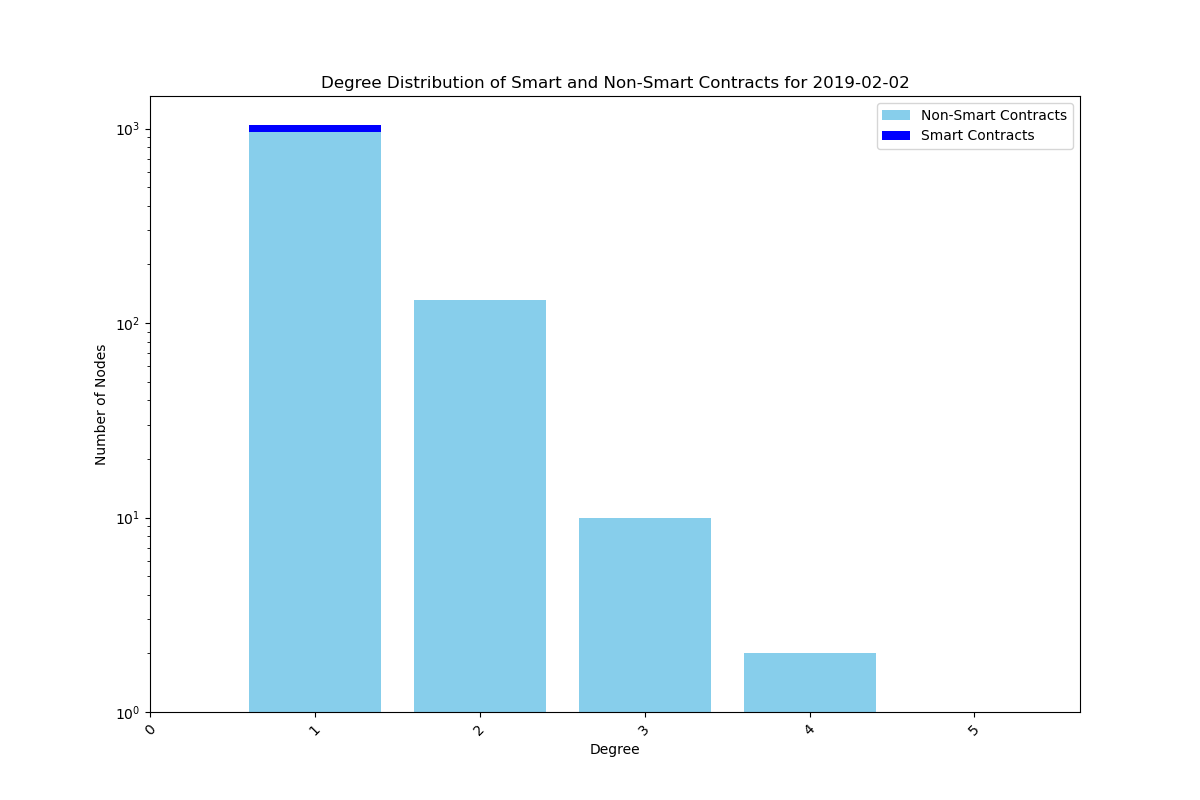 Degree Distribution of Smart and Non-Smart Contracts for 2019-02-02
Non-Smart Contracts
Smart Contracts
10³
10²
10¹
10⁰
Number of Nodes
0 1 2 3 4 5
Degree